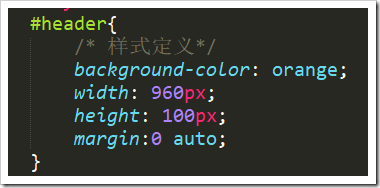 #header{
/* 样式定义*/
background-color: orange;
width: 960px;
height: 100px;
margin:0 auto;
}